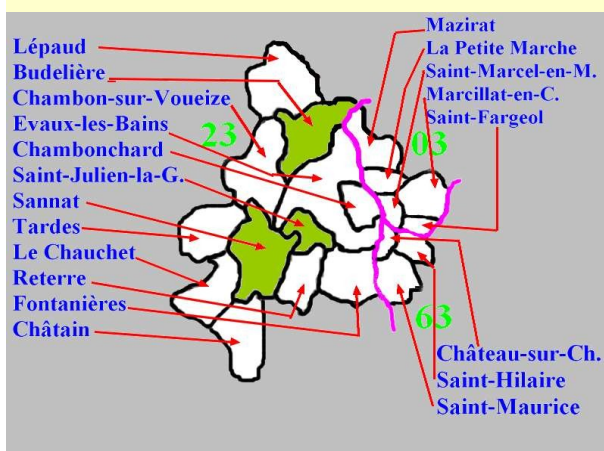 Lépaud
Budelière
Chambon-sur-Voueize
Evaux-les-Bains
Chambonchard
Saint-Julien-la-G.
Sannat
Tardes
Le Chauchet
Reterre
Fontanières
Châtain
23
Mazirat
La Petite Marche
Saint-Marcel-en-M.
Marcillat-en-C.
Saint-Fargeol
03
63
Château-sur-Ch.
Saint-Hilaire
Saint-Maurice